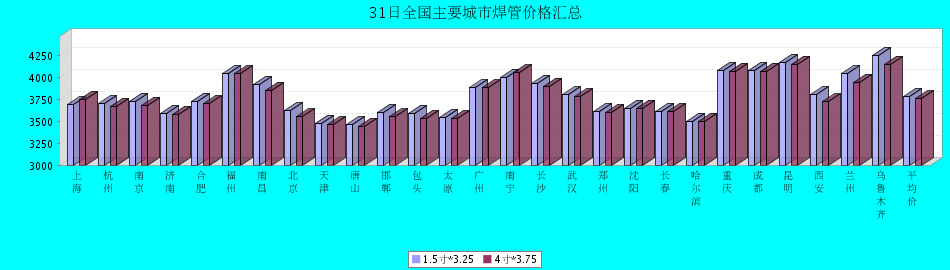 31日全国主要城市焊管价格汇总
4250
4000
3750
3500
3250
3000
上海
杭州
南京
济南
合肥
福州
南昌
北京
天津
唐山
邯郸
包头
太原
广州
南宁
长沙
武汉
郑州
沈阳
长春
哈尔滨
重庆
成都
昆明
西安
兰州
乌鲁木齐
平均价
1.5寸*3.25
4寸*3.75